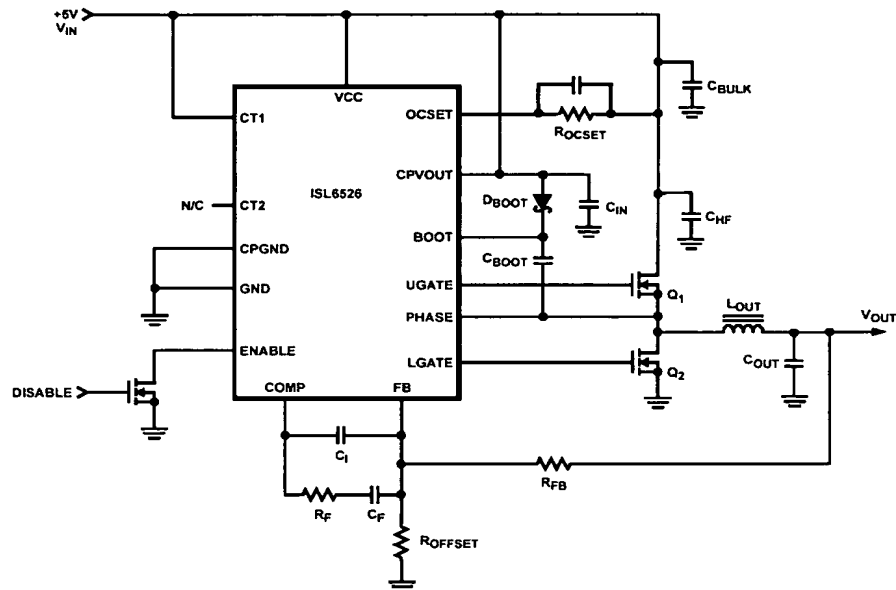 +5V
VIN
VCC
CT1
OCSET
ROCSET
CBULK
CPVOUT
ISL6526
DBOOT
CIN
N/C
CT2
CHF
CPGND
BOOT
CBOOT
GND
UGATE
Q1
LOUT
VOUT
PHASE
ENABLE
LGATE
Q2
COUT
DISABLE
COMP
FB
CI
RFB
RF
CF
ROFFSET